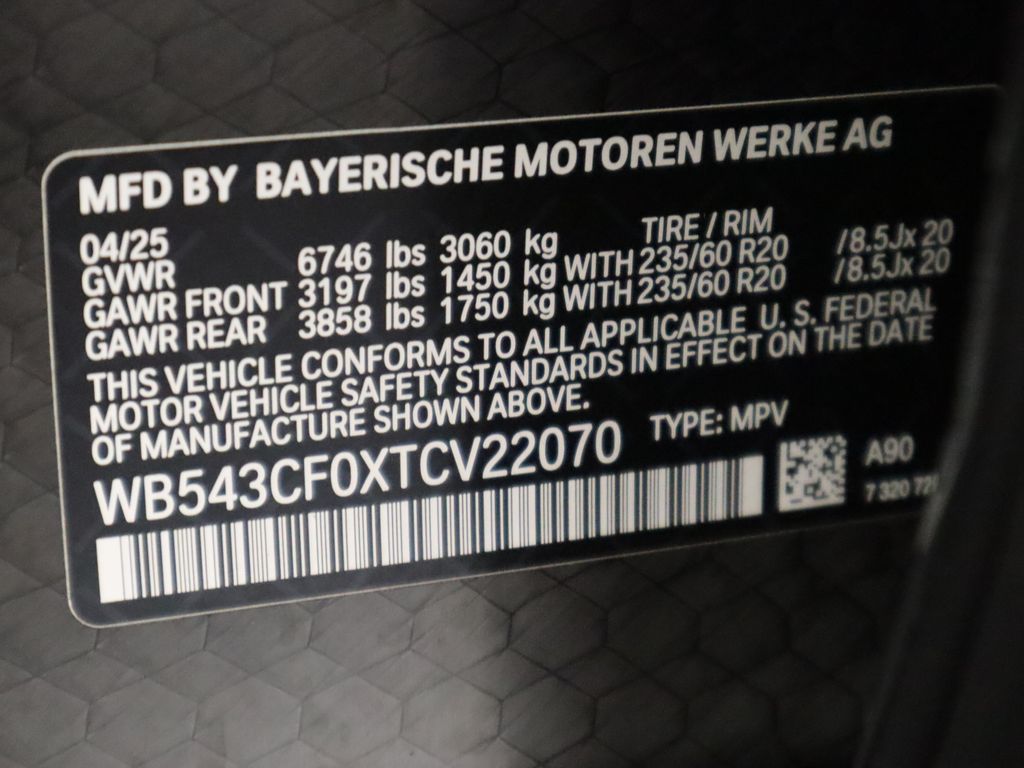 MFD BY BAYERISCHE MOTOREN WERKE AG
04/25 TIRE / RIM
GVWR 6746 lbs 3060 kg
GAWR FRONT 3197 lbs 1450 kg WITH 235/60 R20 /8.5Jx 20
GAWR REAR 3858 lbs 1750 kg WITH 235/60 R20 /8.5Jx 20
THIS VEHICLE CONFORMS TO ALL APPLICABLE U. S. FEDERAL
MOTOR VEHICLE SAFETY STANDARDS IN EFFECT ON THE DATE
OF MANUFACTURE SHOWN ABOVE.
WB543CF0XTCV22070 TYPE: MPV
A90
7 320